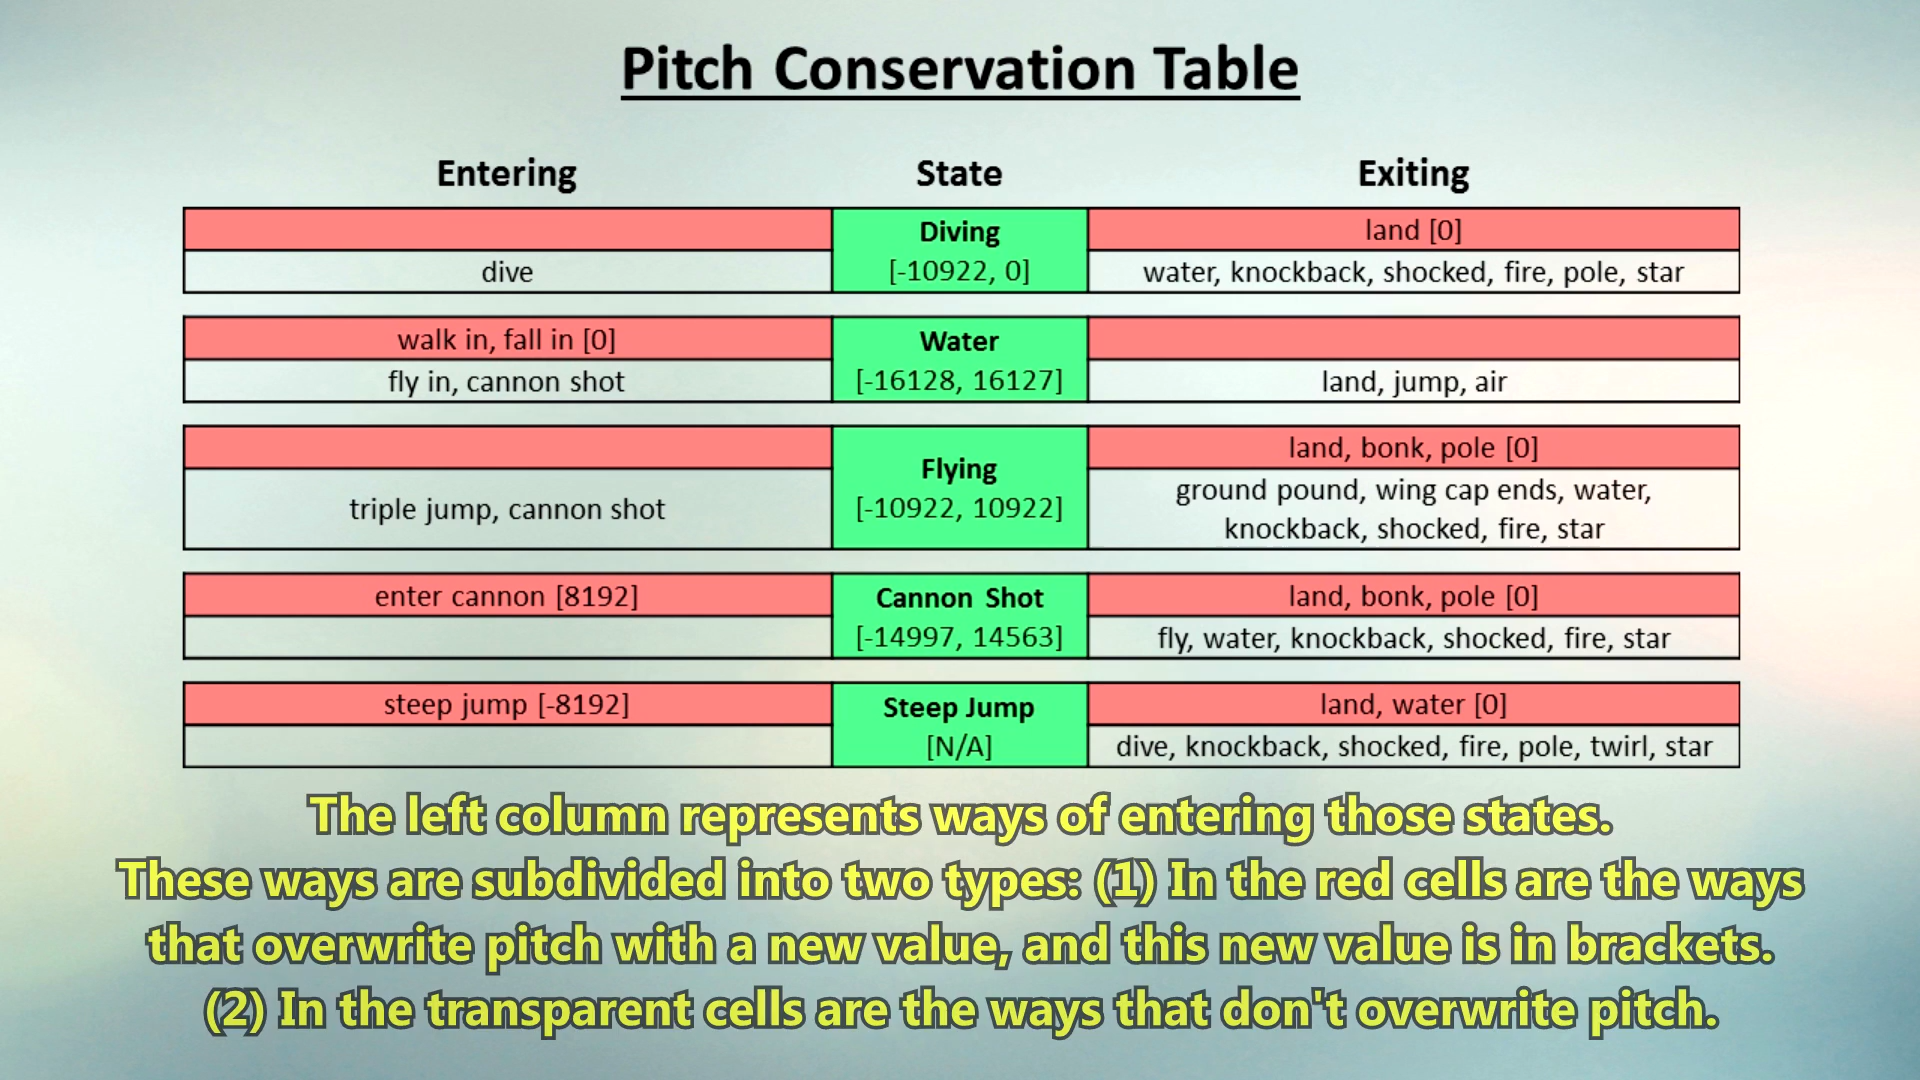 Pitch Conservation Table
Entering State Exiting
Diving
[-10922, 0]
land [0]
dive
water, knockback, shocked, fire, pole, star
walk in, fall in [0]
fly in, cannon shot
Water
[-16128, 16127]
land, jump, air
triple jump, cannon shot
Flying
[-10922, 10922]
land, bonk, pole [0]
ground pound, wing cap ends, water,
knockback, shocked, fire, star
enter cannon [8192]
Cannon Shot
[-14997, 14563]
land, bonk, pole [0]
fly, water, knockback, shocked, fire, star
steep jump [-8192]
Steep Jump
[N/A]
land, water [0]
dive, knockback, shocked, fire, pole, twirl, star
The left column represents ways of entering those states.
These ways are subdivided into two types: (1) In the red cells are the ways
that overwrite pitch with a new value, and this new value is in brackets.
(2) In the transparent cells are the ways that don't overwrite pitch.